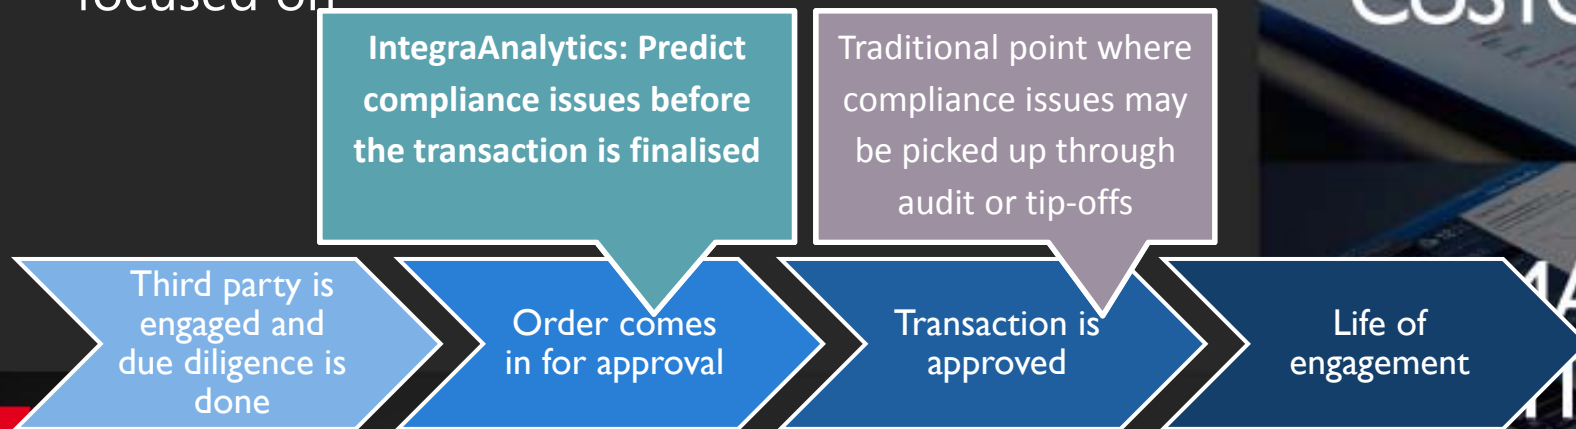 focused on
IntegraAnalytics: Predict
compliance issues before
the transaction is finalised
Traditional point where
compliance issues may
be picked up through
audit or tip-offs
Third party is
engaged and
due diligence is
done
Order comes
in for approval
Transaction is
approved
Life of
engagement